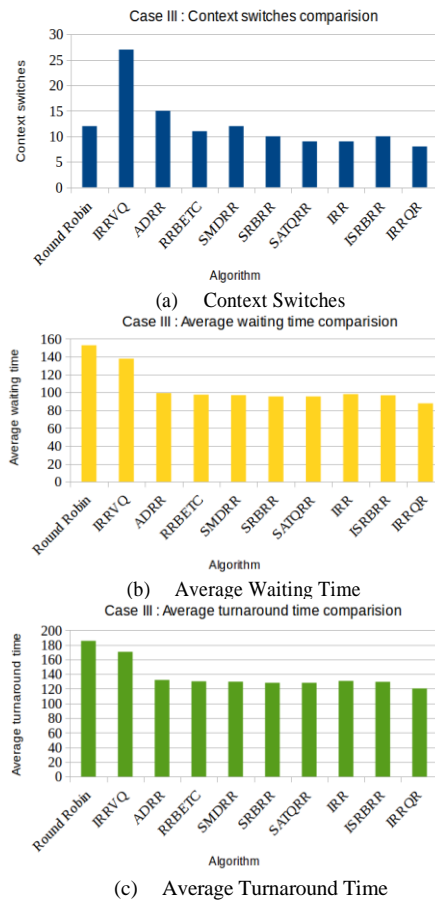 Case III : Context switches comparision
Context switches
30
25
20
15
10
5
0
Round Robin
IRRVQ
ADRR
RRBETC
SMDRR
SRBRR
SATQRR
IRR
ISRBRR
IRRQR
Algorithm
(a) Context Switches
Case III : Average waiting time comparision
Average waiting time
160
140
120
100
80
60
40
20
0
Round Robin
IRRVQ
ADRR
RRBETC
SMDRR
SRBRR
SATQRR
IRR
ISRBRR
IRRQR
Algorithm
(b) Average Waiting Time
Case III : Average turnaround time comparision
Average turnaround time
200
180
160
140
120
100
80
60
40
20
0
Round Robin
IRRVQ
ADRR
RRBETC
SMDRR
SRBRR
SATQRR
IRR
ISRBRR
IRRQR
Algorithm
(c) Average Turnaround Time